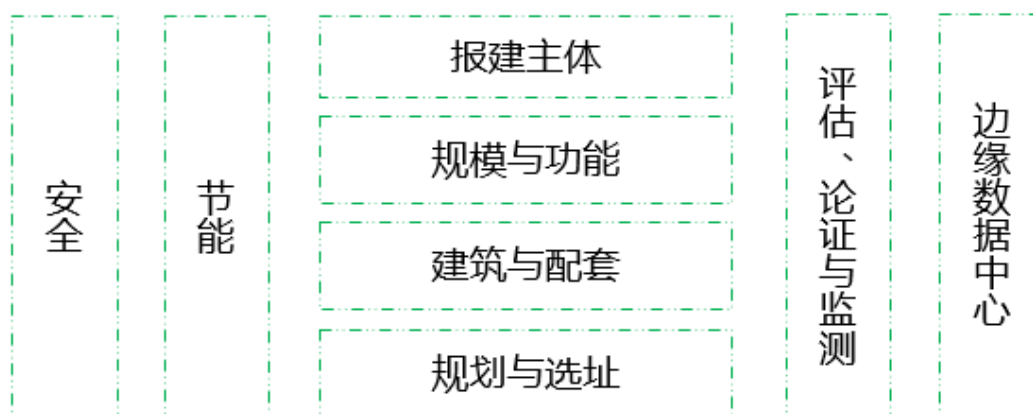 安全
节能
报建主体
规模与功能
建筑与配套
规划与选址
评估、论证与监测
边缘数据中心